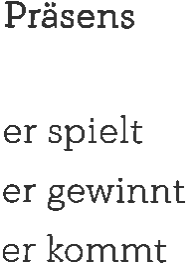 Präsens
er spielt
er gewinnt
er kommt